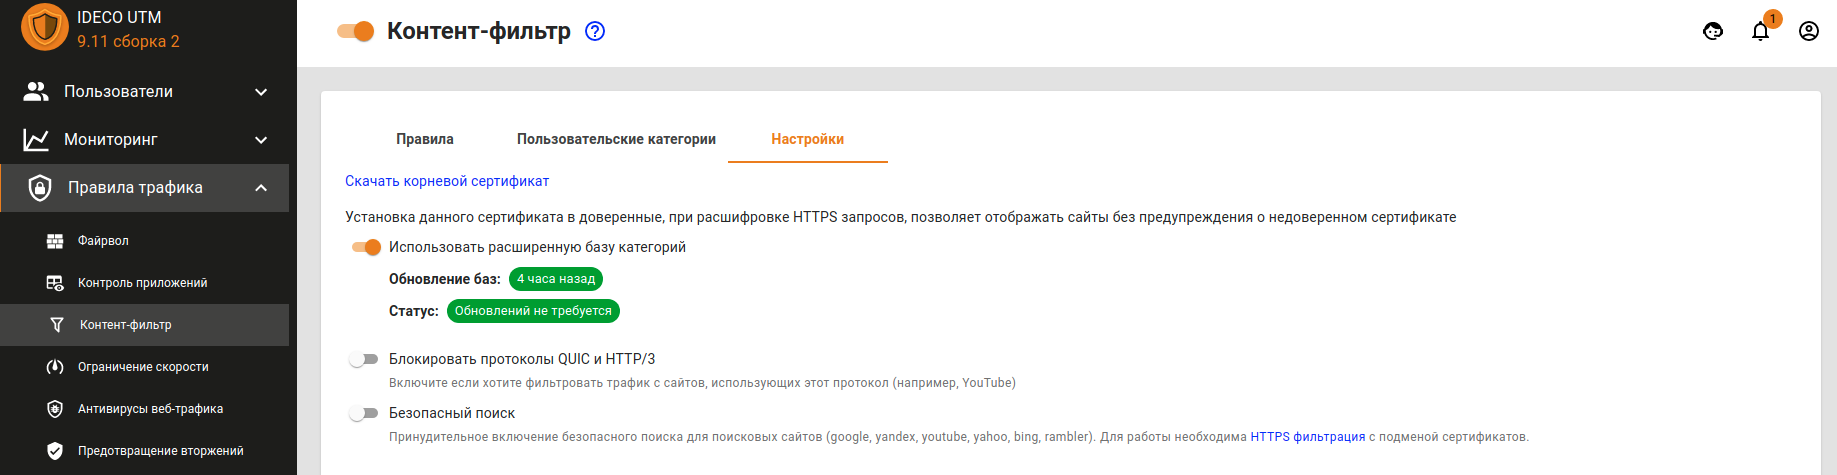 IDECO UTM
9.11 сборка 2
Пользователи
Мониторинг
Правила трафика
Файрвол
Контроль приложений
Контент-фильтр
Ограничение скорости
Антивирусы веб-трафика
Предотвращение вторжений
Контент-фильтр
1
Правила Пользовательские категории Настройки
Скачать корневой сертификат
Установка данного сертификата в доверенные, при расшифровке HTTPS запросов, позволяет отображать сайты без предупреждения о недоверенном сертификате
Использовать расширенную базу категорий
Обновление баз: 4 часа назад
Статус: Обновлений не требуется
Блокировать протоколы QUIC и HTTP/3
Включите если хотите фильтровать трафик с сайтов, использующих этот протокол (например, YouTube)
Безопасный поиск
Принудительное включение безопасного поиска для поисковых сайтов (google, yandex, youtube, yahoo, bing, rambler). Для работы необходима HTTPS фильтрация с подменой сертификатов.